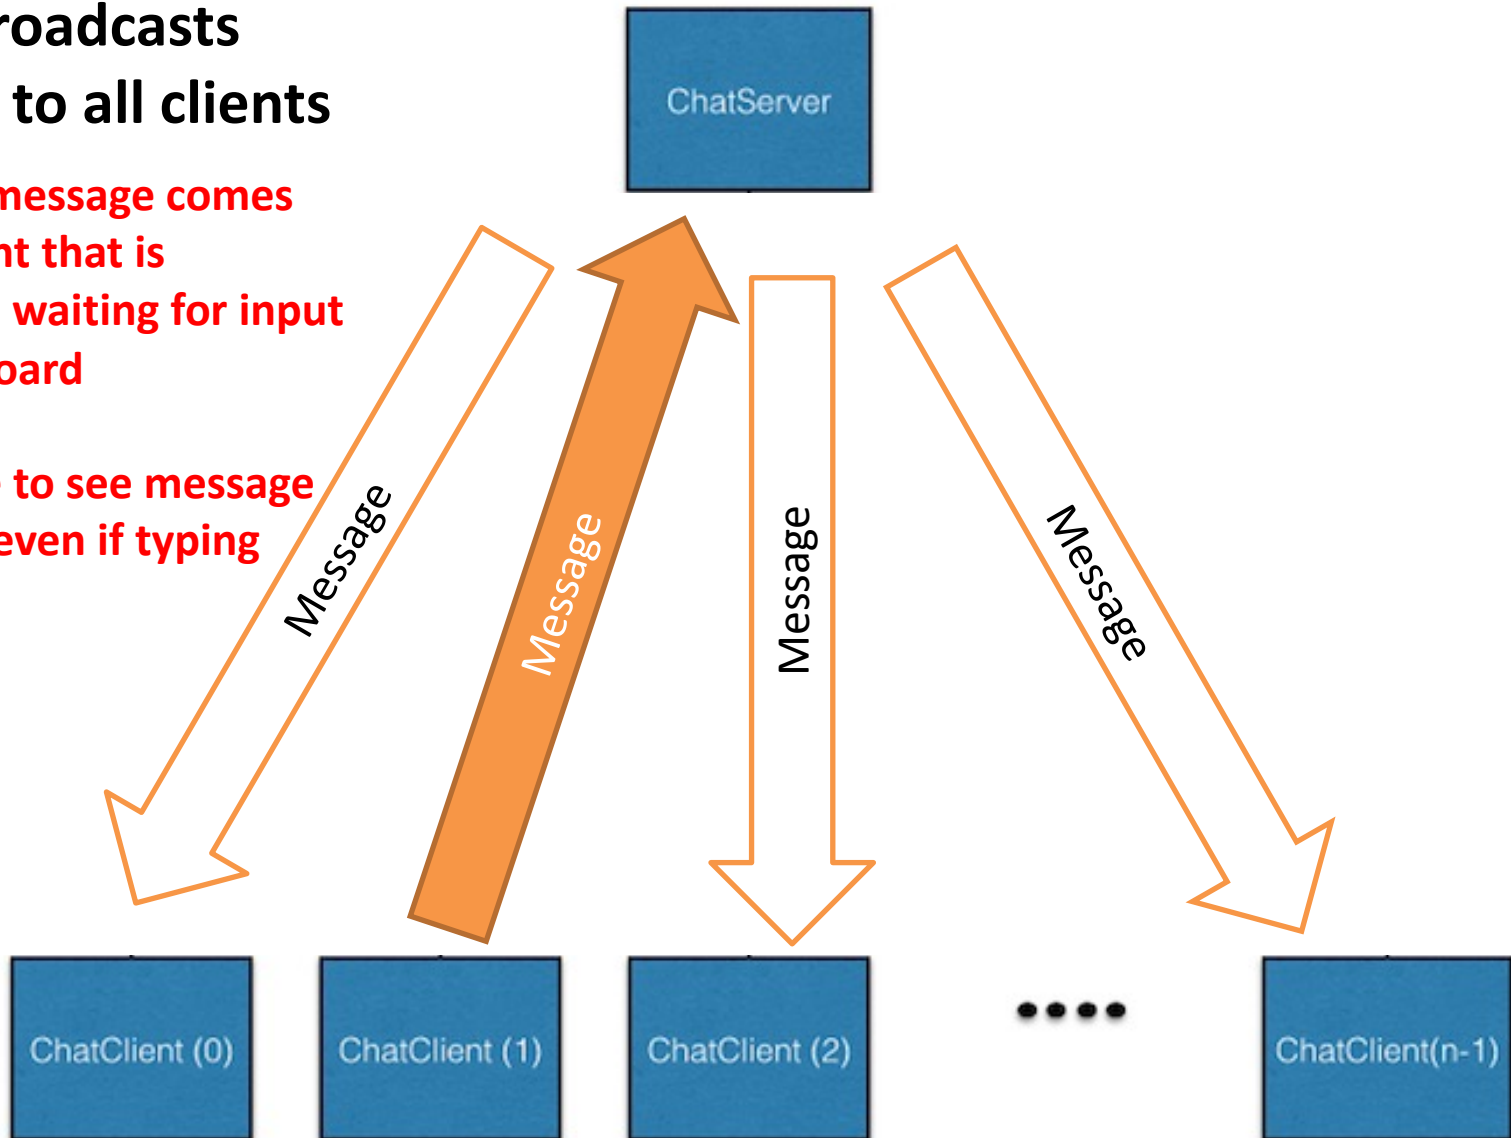 roadcasts
to all clients
message comes
nt that is
waiting for input
oard
to see message
even if typing
ChatServer
Message
Message
Message
Message
ChatClient (0)
ChatClient (1)
ChatClient (2)
....
ChatClient(n-1)